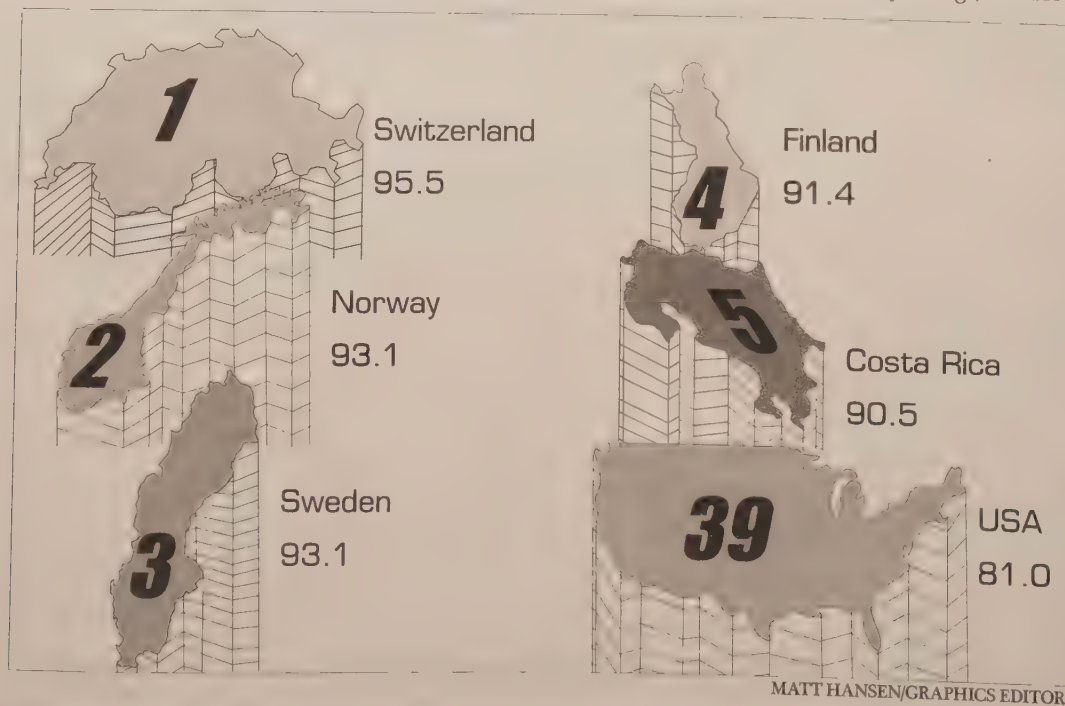 1
Switzerland
95.5
2
Norway
93.1
3
Sweden
93.1
4
Finland
91.4
5
Costa Rica
90.5
39
USA
81.0
MATT HANSEN/GRAPHICS EDITOR